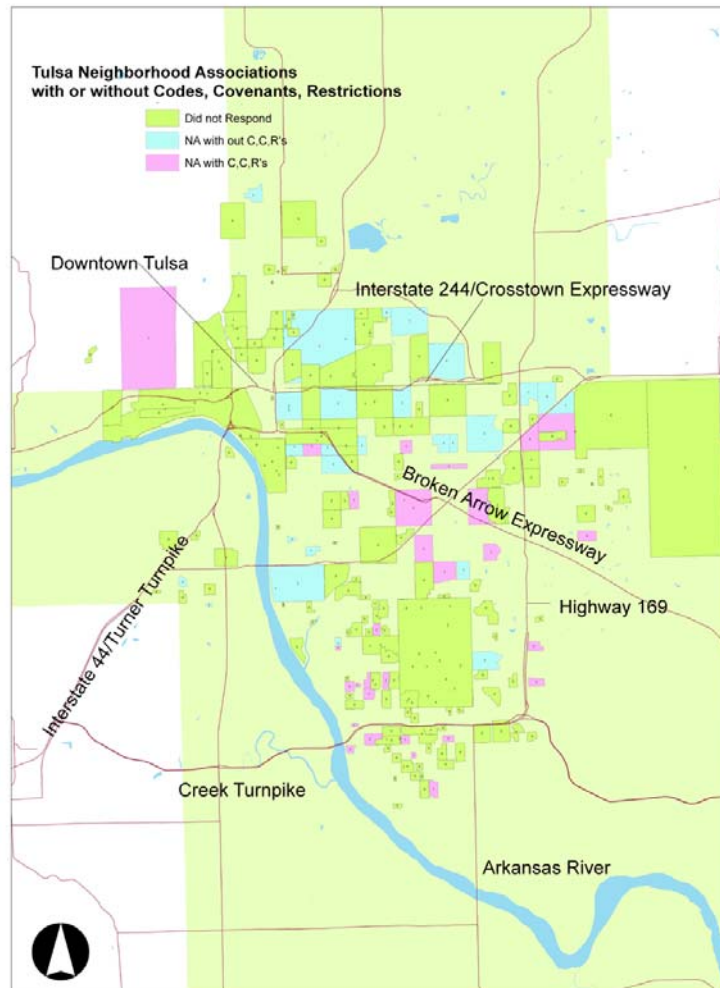 Tulsa Neighborhood Associations
with or without Codes, Covenants, Restrictions
Did not Respond
NA with out C,C,R's
NA with C,C,R's
Downtown Tulsa
Interstate 244/Crosstown Expressway
Broken Arrow Expressway
Interstate 44/Turner Turnpike
Highway 169
Creek Turnpike
Arkansas River